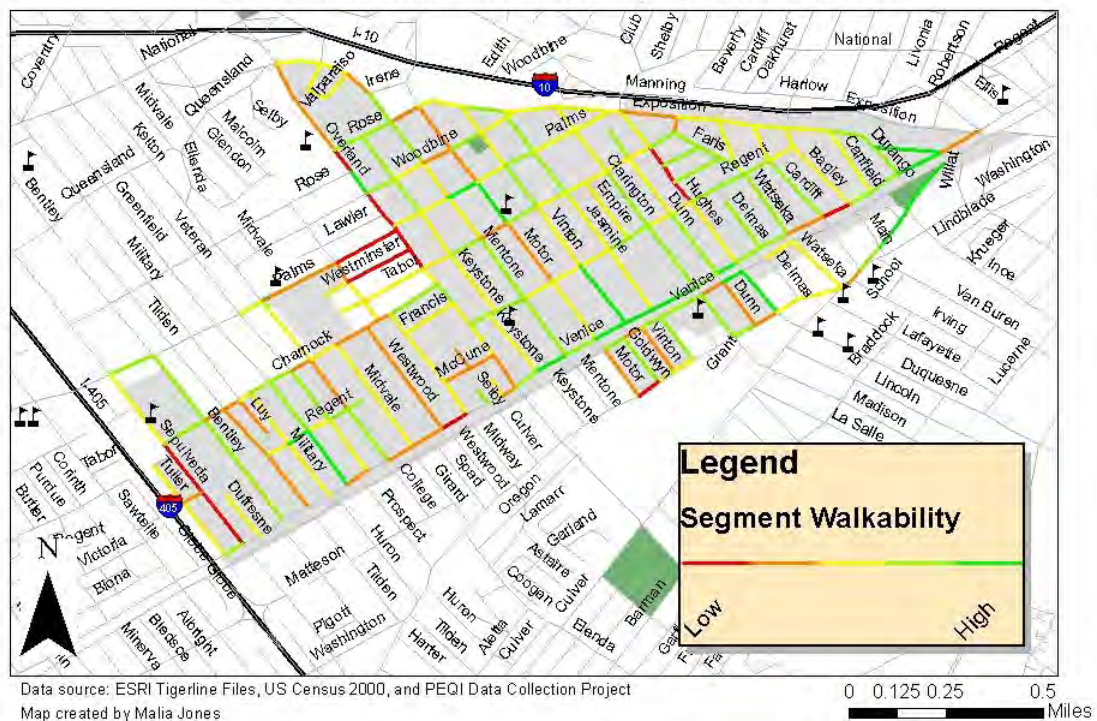 Coventry
National
I-10
Edith
Woodbine
Club
Shelby
Beverly
Cardiff
Oakhurst
National
Livonia
Robertson
Regent
Queensland
Valparaiso
Irene
10
Manning
Harlow
Exposition
Exposition
Ellis
Midvale
Kelton
Selby
Malcolm
Glendon
Ellenda
Overland
Rose
Woodbine
Palms
Faris
Regent
Durango
Willat
Washington
Bentley
Queensland
Greenfield
Military
Veteran
Rose
Midvale
Lawler
Clarington
Empire
Jasmine
Hughes
Dunn
Delmas
Watseka
Cardiff
Bagley
Canfield
Lindblade
Palms
Westminster
Tabor
Mentone
Keystone
Motor
Vinton
Main
Krueger
Ince
Tilden
Francis
Keystone
Venice
Venice
Dunn
Delmas
Watseka
School
Van Buren
Irving
Lafayette
Lucerne
Charnock
Westwood
Midvale
McCune
Selby
Keystone
Mentone
Motor
Goldwyn
Vinton
Grant
Braddock
Duquesne
Lincoln
Madison
La Salle
I-405
Luy
Regent
Bentley
Military
Sepulveda
Tuller
Dufresne
Culver
Midway
Westwood
Spad
Girard
College
Prospect
Oregon
Lamarr
Garland
Tabor
Corinth
Purdue
Butler
Sawtelle
405
Globe
Globe
Victoria
Biona
Matteson
Huron
Tilden
Astaire
Coogan
Culver
Barman
N
Minerva
Bledsoe
Albright
Pigott
Washington
Huron
Tilden
Harter
Aletta
Culver
Elenda
Legend
Segment Walkability
Low
High
Data source: ESRI Tigerline Files, US Census 2000, and PEQI Data Collection Project
Map created by Malia Jones
0 0.125 0.25 0.5
Miles